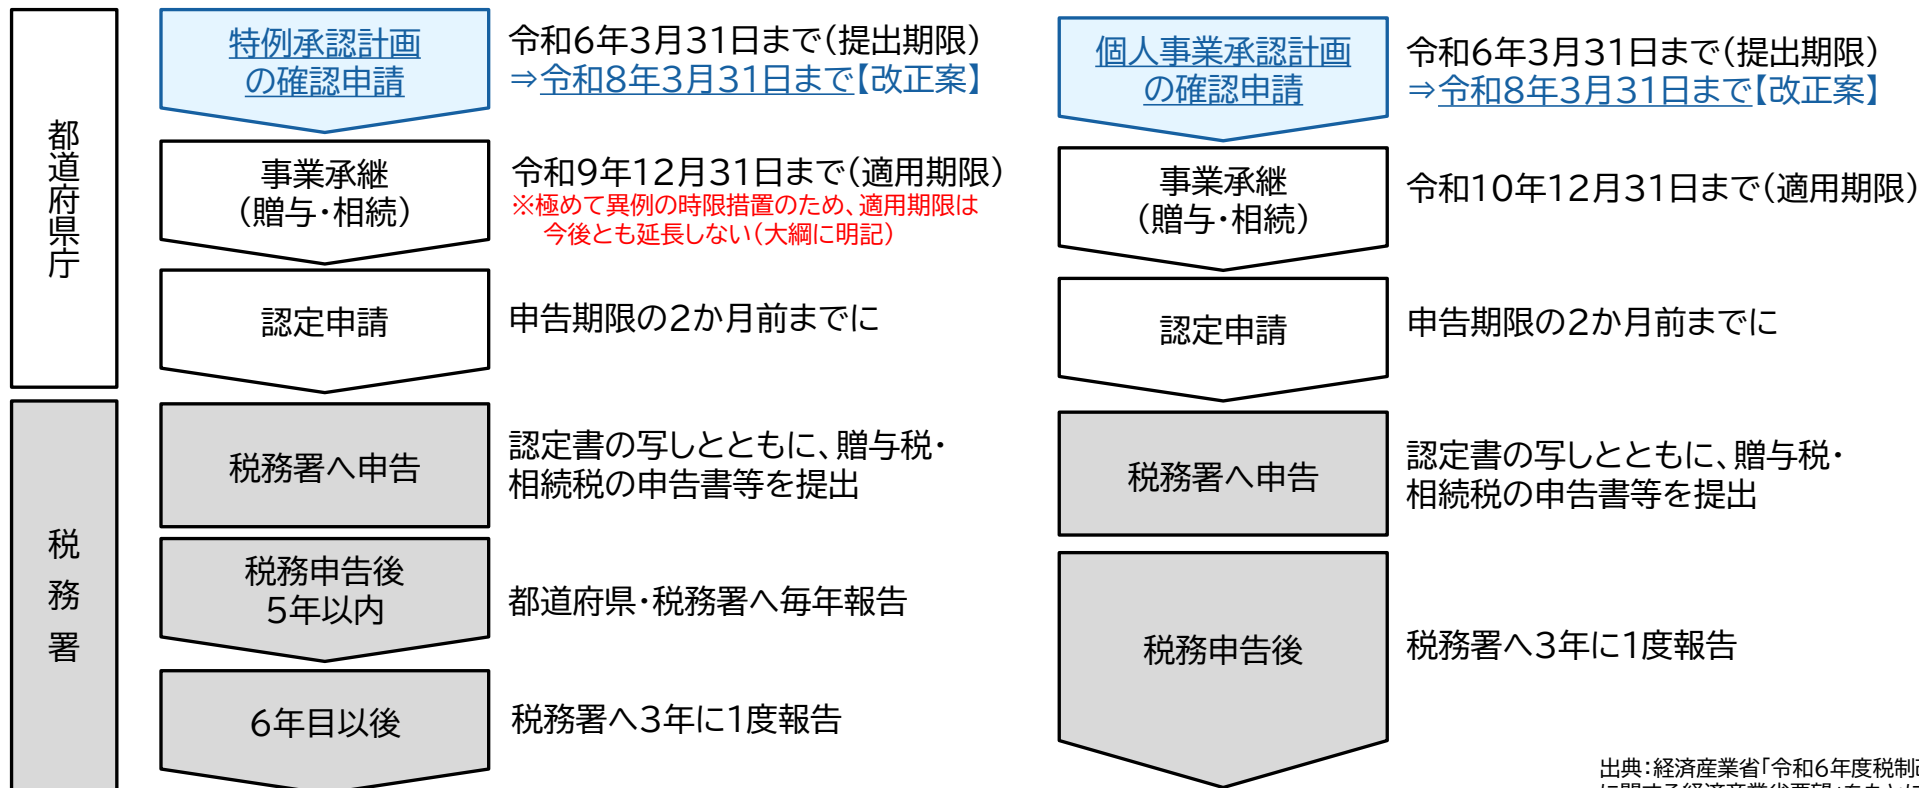 都道府県庁
特例承認計画
の確認申請
令和6年3月31日まで(提出期限)
⇒令和8年3月31日まで【改正案】
事業承継
(贈与・相続)
令和9年12月31日まで(適用期限)
※極めて異例の時限措置のため、適用期限は
今後とも延長しない(大綱に明記)
認定申請
申告期限の2か月前までに
税務署
税務署へ申告
認定書の写しとともに、贈与税・
相続税の申告書等を提出
税務申告後
5年以内
都道府県・税務署へ毎年報告
6年目以後
税務署へ3年に1度報告
個人事業承認計画
の確認申請
令和6年3月31日まで(提出期限)
⇒令和8年3月31日まで【改正案】
事業承継
(贈与・相続)
令和10年12月31日まで(適用期限)
認定申請
申告期限の2か月前までに
税務署へ申告
認定書の写しとともに、贈与税・
相続税の申告書等を提出
税務申告後
税務署へ3年に1度報告
出典:経済産業省「令和6年度税制